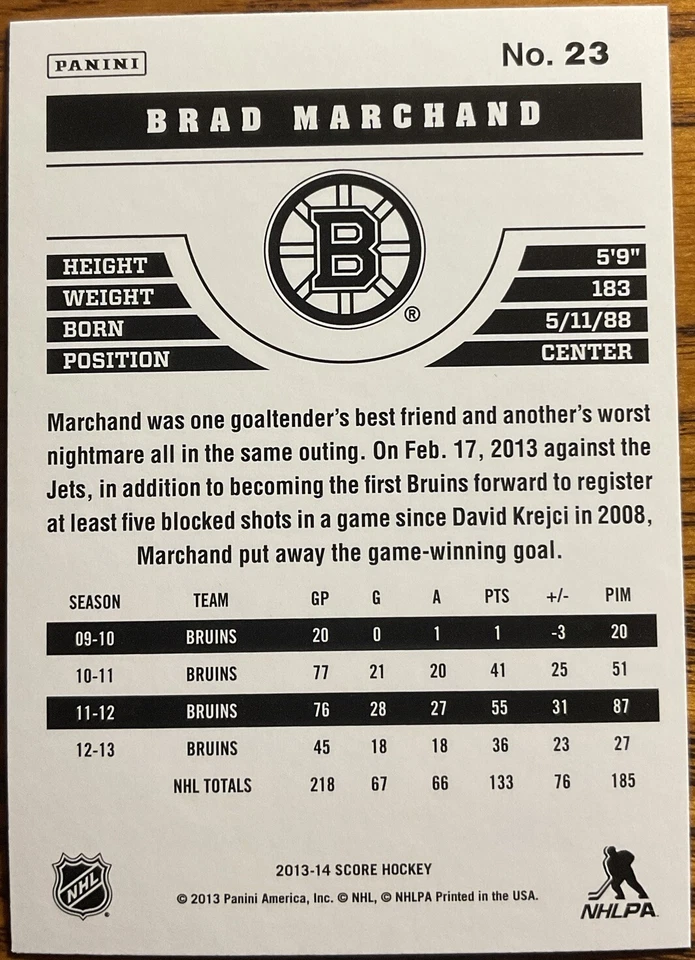 PANINI
No. 23
BRAD MARCHAND
B
®
HEIGHT 5'9"
WEIGHT 183
BORN 5/11/88
POSITION CENTER
Marchand was one goaltender's best friend and another's worst
nightmare all in the same outing. On Feb. 17, 2013 against the
Jets, in addition to becoming the first Bruins forward to register
at least five blocked shots in a game since David Krejci in 2008,
Marchand put away the game-winning goal.
SEASON TEAM GP G A PTS +/- PIM
09-10 BRUINS 20 0 1 1 -3 20
10-11 BRUINS 77 21 20 41 25 51
11-12 BRUINS 76 28 27 55 31 87
12-13 BRUINS 45 18 18 36 23 27
NHL TOTALS 218 67 66 133 76 185
2013-14 SCORE HOCKEY
© 2013 Panini America, Inc. © NHL, © NHLPA Printed in the USA.
NHL
NHLPA